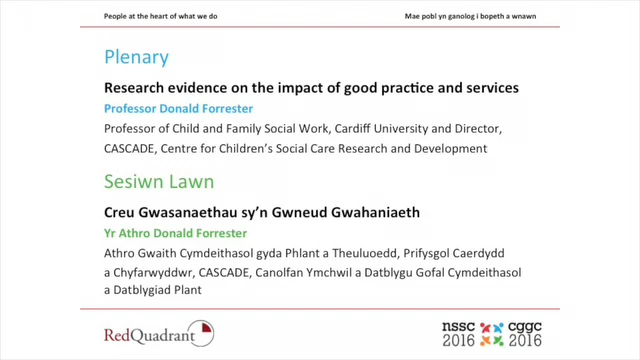 People at the heart of what we do
Mae pobl yn ganolog i bopeth a wnawn
Plenary
Research evidence on the impact of good practice and services
Professor Donald Forrester
Professor of Child and Family Social Work, Cardiff University and Director,
CASCADE, Centre for Children's Social Care Research and Development
Sesiwn Lawn
Creu Gwasanaethau sy'n Gwneud Gwahaniaeth
Yr Athro Donald Forrester
Athro Gwaith Cymdeithasol gyda Phlant a Theuluoedd, Prifysgol Caerdydd
a Chyfarwyddwr, CASCADE, Canolfan Ymchwil a Datblygu Gofal Cymdeithasol
a Datblygiad Plant
RedQuadrant
nssc cggc
2016 2016